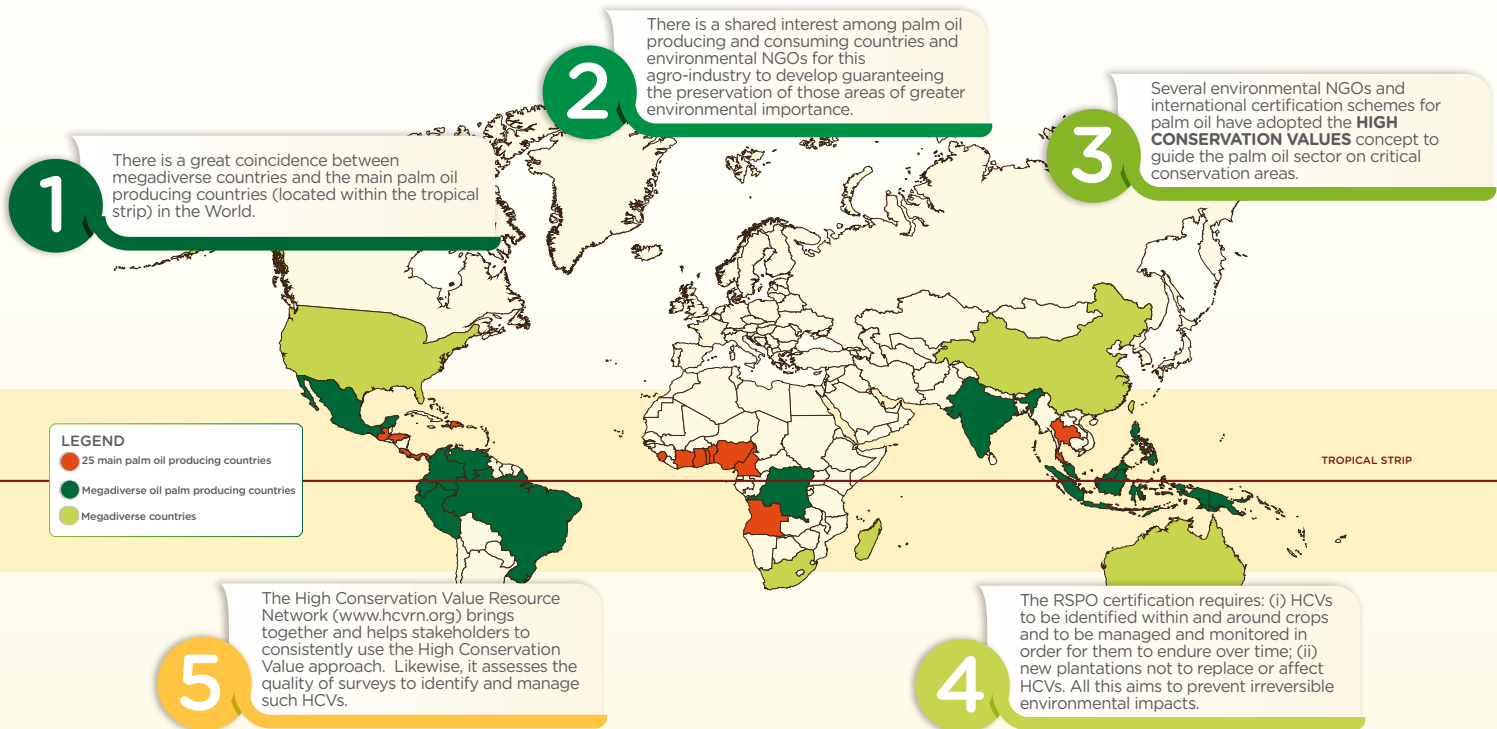 1
There is a great coincidence between
megadiverse countries and the main palm oil
producing countries (located within the tropical
strip) in the World.
2
There is a shared interest among palm oil
producing and consuming countries and
environmental NGOs for this
agro-industry to develop guaranteeing
the preservation of those areas of greater
environmental importance.
3
Several environmental NGOs and
international certification schemes for
palm oil have adopted the HIGH
CONSERVATION VALUES concept to
guide the palm oil sector on critical
conservation areas.
LEGEND
25 main palm oil producing countries
Megadiverse oil palm producing countries
Megadiverse countries
TROPICAL STRIP
5
The High Conservation Value Resource
Network (www.hcvrn.org) brings
together and helps stakeholders to
consistently use the High Conservation
Value approach. Likewise, it assesses the
quality of surveys to identify and manage
such HCVs.
4
The RSPO certification requires: (i) HCVs
to be identified within and around crops
and to be managed and monitored in
order for them to endure over time; (ii)
new plantations not to replace or affect
HCVs. All this aims to prevent irreversible
environmental impacts.